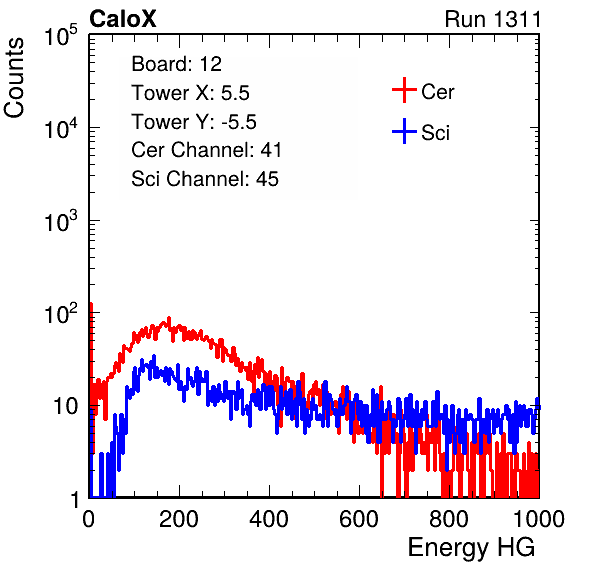 CaloX Run 1311
Counts
Board: 12
Tower X: 5.5
Tower Y: -5.5
Cer Channel: 41
Sci Channel: 45
Cer
Sci
10^5
10^4
10^3
10^2
10
1
0 200 400 600 800 1000
Energy HG